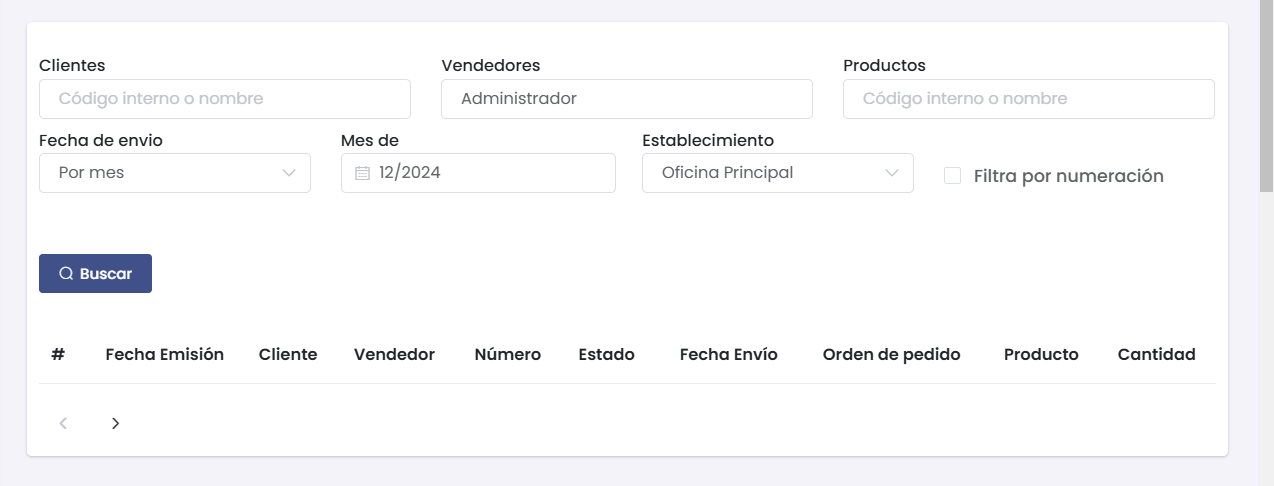 Clientes Vendedores Productos
Código interno o nombre Administrador Código interno o nombre
Fecha de envio Mes de Establecimiento
Por mes 12/2024 Oficina Principal Filtra por numeración
Buscar
# Fecha Emisión Cliente Vendedor Número Estado Fecha Envío Orden de pedido Producto Cantidad